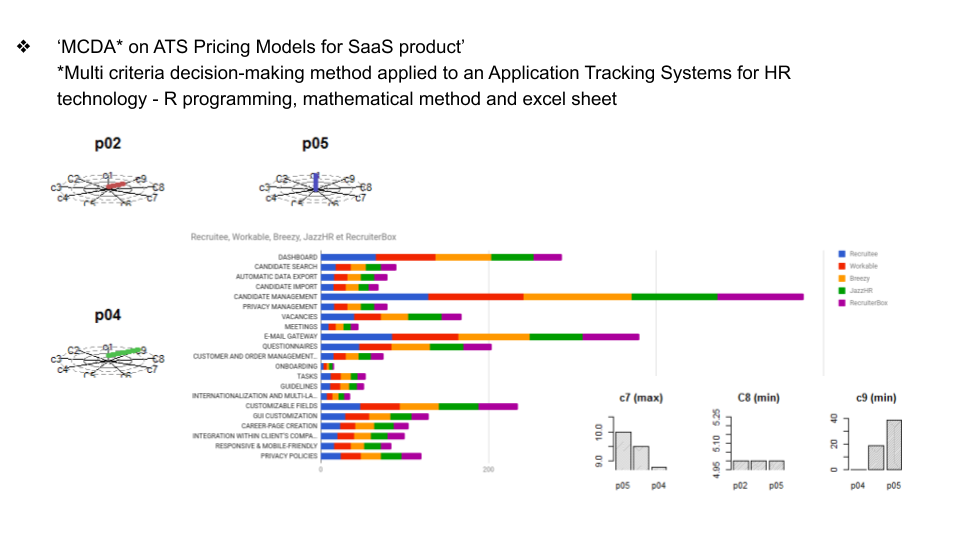 ❖ ‘MCDA* on ATS Pricing Models for SaaS product’
*Multi criteria decision-making method applied to an Application Tracking Systems for HR
technology - R programming, mathematical method and excel sheet
p02
c1
C2 c9
c3 C8
c4 c7
p05
c1
C2 c9
c3 C8
c4 c7
Recruitee, Workable, Breezy, JazzHR et RecruiterBox
DASHBOARD
CANDIDATE SEARCH
AUTOMATIC DATA EXPORT
CANDIDATE IMPORT
CANDIDATE MANAGEMENT
PRIVACY MANAGEMENT
VACANCIES
MEETINGS
E-MAIL GATEWAY
QUESTIONNAIRES
CUSTOMER AND ORDER MANAGEMENT...
ONBOARDING
TASKS
GUIDELINES
INTERNATIONALIZATION AND MULTI-LA...
CUSTOMIZABLE FIELDS
GUI CUSTOMIZATION
CAREER-PAGE CREATION
INTEGRATION WITHIN CLIENT'S COMPA...
RESPONSIVE & MOBILE-FRIENDLY
PRIVACY POLICIES
0 200
Recruitee
Workable
Breezy
JazzHR
RecruiterBox
p04
c1
C2 c9
c3 C8
c4 c7
c7 (max)
10.0
9.0
p05 p04
C8 (min)
5.25
5.10
4.95
p02 p05
c9 (min)
40
20
0
p04 p05